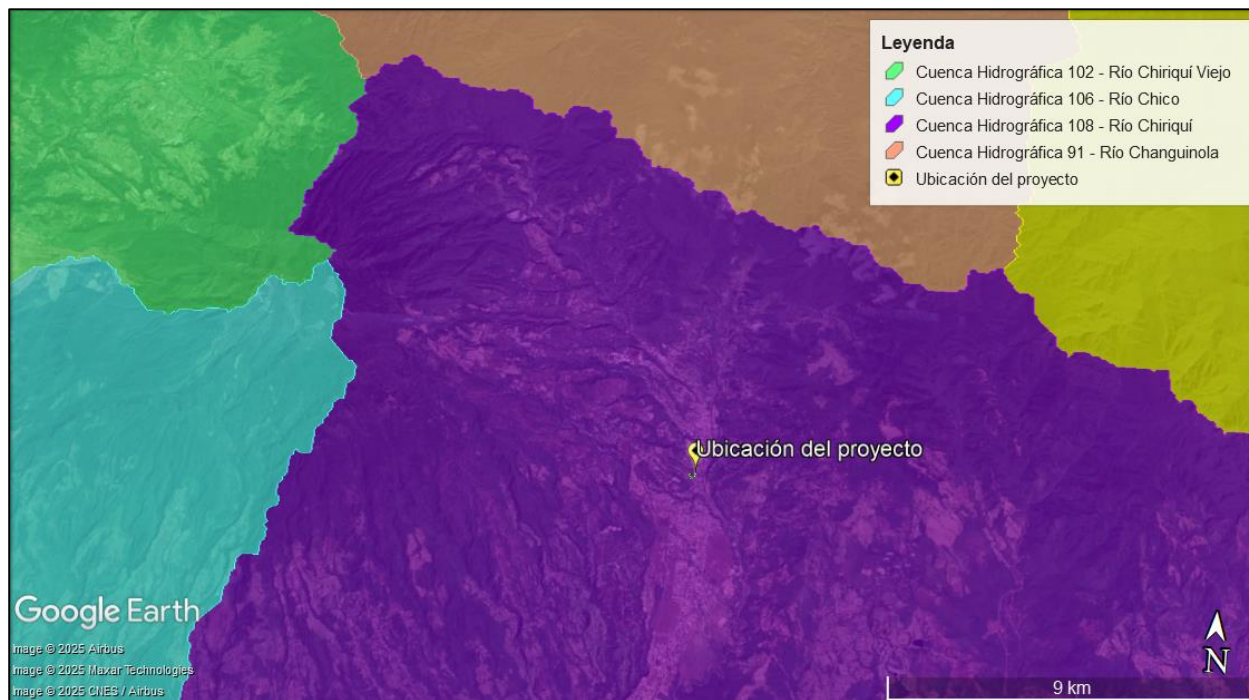 Leyenda
Cuenca Hidrográfica 102 - Río Chiriquí Viejo
Cuenca Hidrográfica 106 - Río Chico
Cuenca Hidrográfica 108 - Río Chiriquí
Cuenca Hidrográfica 91 - Río Changuinola
Ubicación del proyecto
Ubicación del proyecto
Google Earth
Image © 2025 Airbus
Image © 2025 Maxar Technologies
Image © 2025 CNES / Airbus
N
9 km